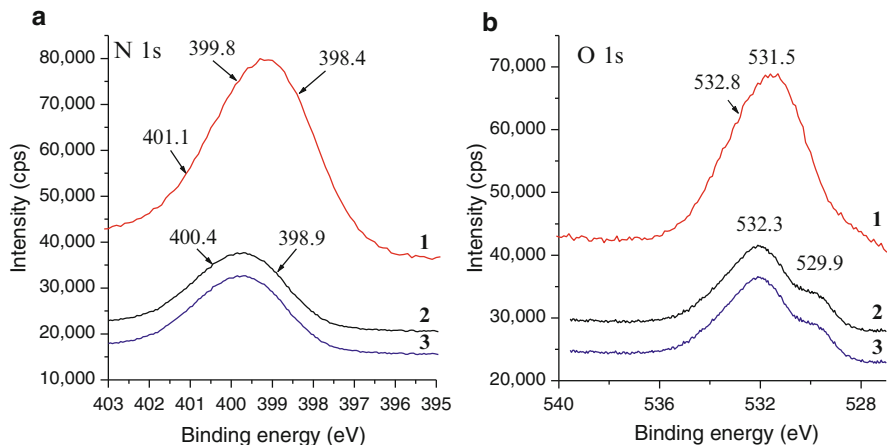 a
N 1s
80,000
70,000
60,000
50,000
40,000
30,000
20,000
10,000
Intensity (cps)
399.8
398.4
401.1
400.4
398.9
1
2
3
403 402 401 400 399 398 397 396 395
Binding energy (eV)
b
O 1s
70,000
60,000
50,000
40,000
30,000
20,000
Intensity (cps)
531.5
532.8
532.3
529.9
1
2
3
540 536 532 528
Binding energy (eV)